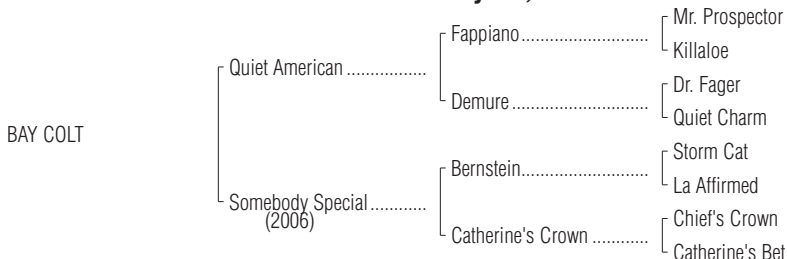 Mr. Prospector
Fappiano
Killaloe
Quiet American
Dr. Fager
Demure
Quiet Charm
BAY COLT
Storm Cat
Bernstein
La Affirmed
Somebody Special
(2006)
Chief's Crown
Catherine's Crown
Catherine's Bet